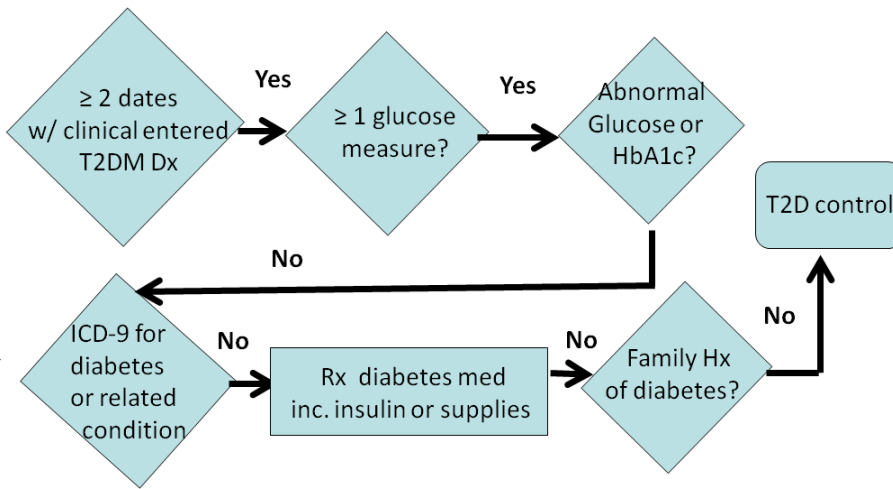 ≥ 2 dates
w/ clinical entered
T2DM Dx
Yes
≥ 1 glucose
measure?
Yes
Abnormal
Glucose or
HbA1c?
T2D control
No
ICD-9 for
diabetes
or related
condition
No
Rx diabetes med
inc. insulin or supplies
No
Family Hx
of diabetes?
No